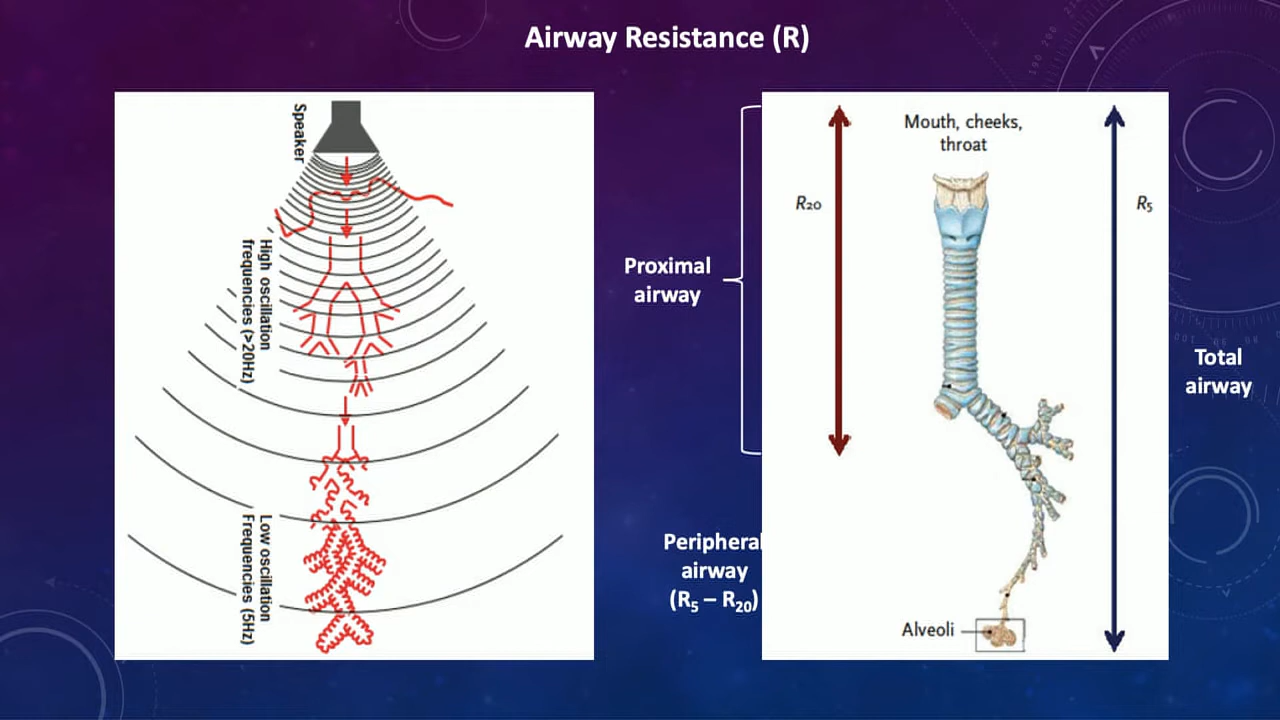 Airway Resistance (R)
Speaker
High oscillation
frequencies (>20Hz)
Low oscillation
Frequencies (5Hz)
Proximal
airway
Peripheral
airway
(R5 – R20)
Mouth, cheeks,
throat
R20
R5
Alveoli
Total
airway